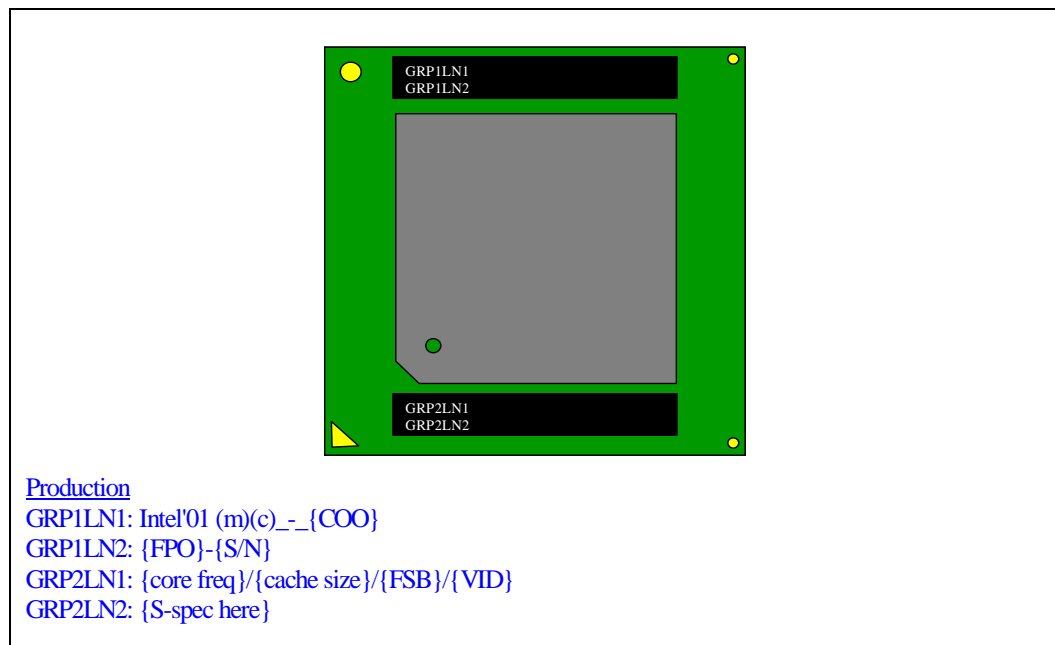 GRP1LN1
GRP1LN2
GRP2LN1
GRP2LN2
Production
GRP1LN1: Intel'01 (m)(c)_-_{COO}
GRP1LN2: {FPO}-{S/N}
GRP2LN1: {core freq}/{cache size}/{FSB}/{VID}
GRP2LN2: {S-spec here}